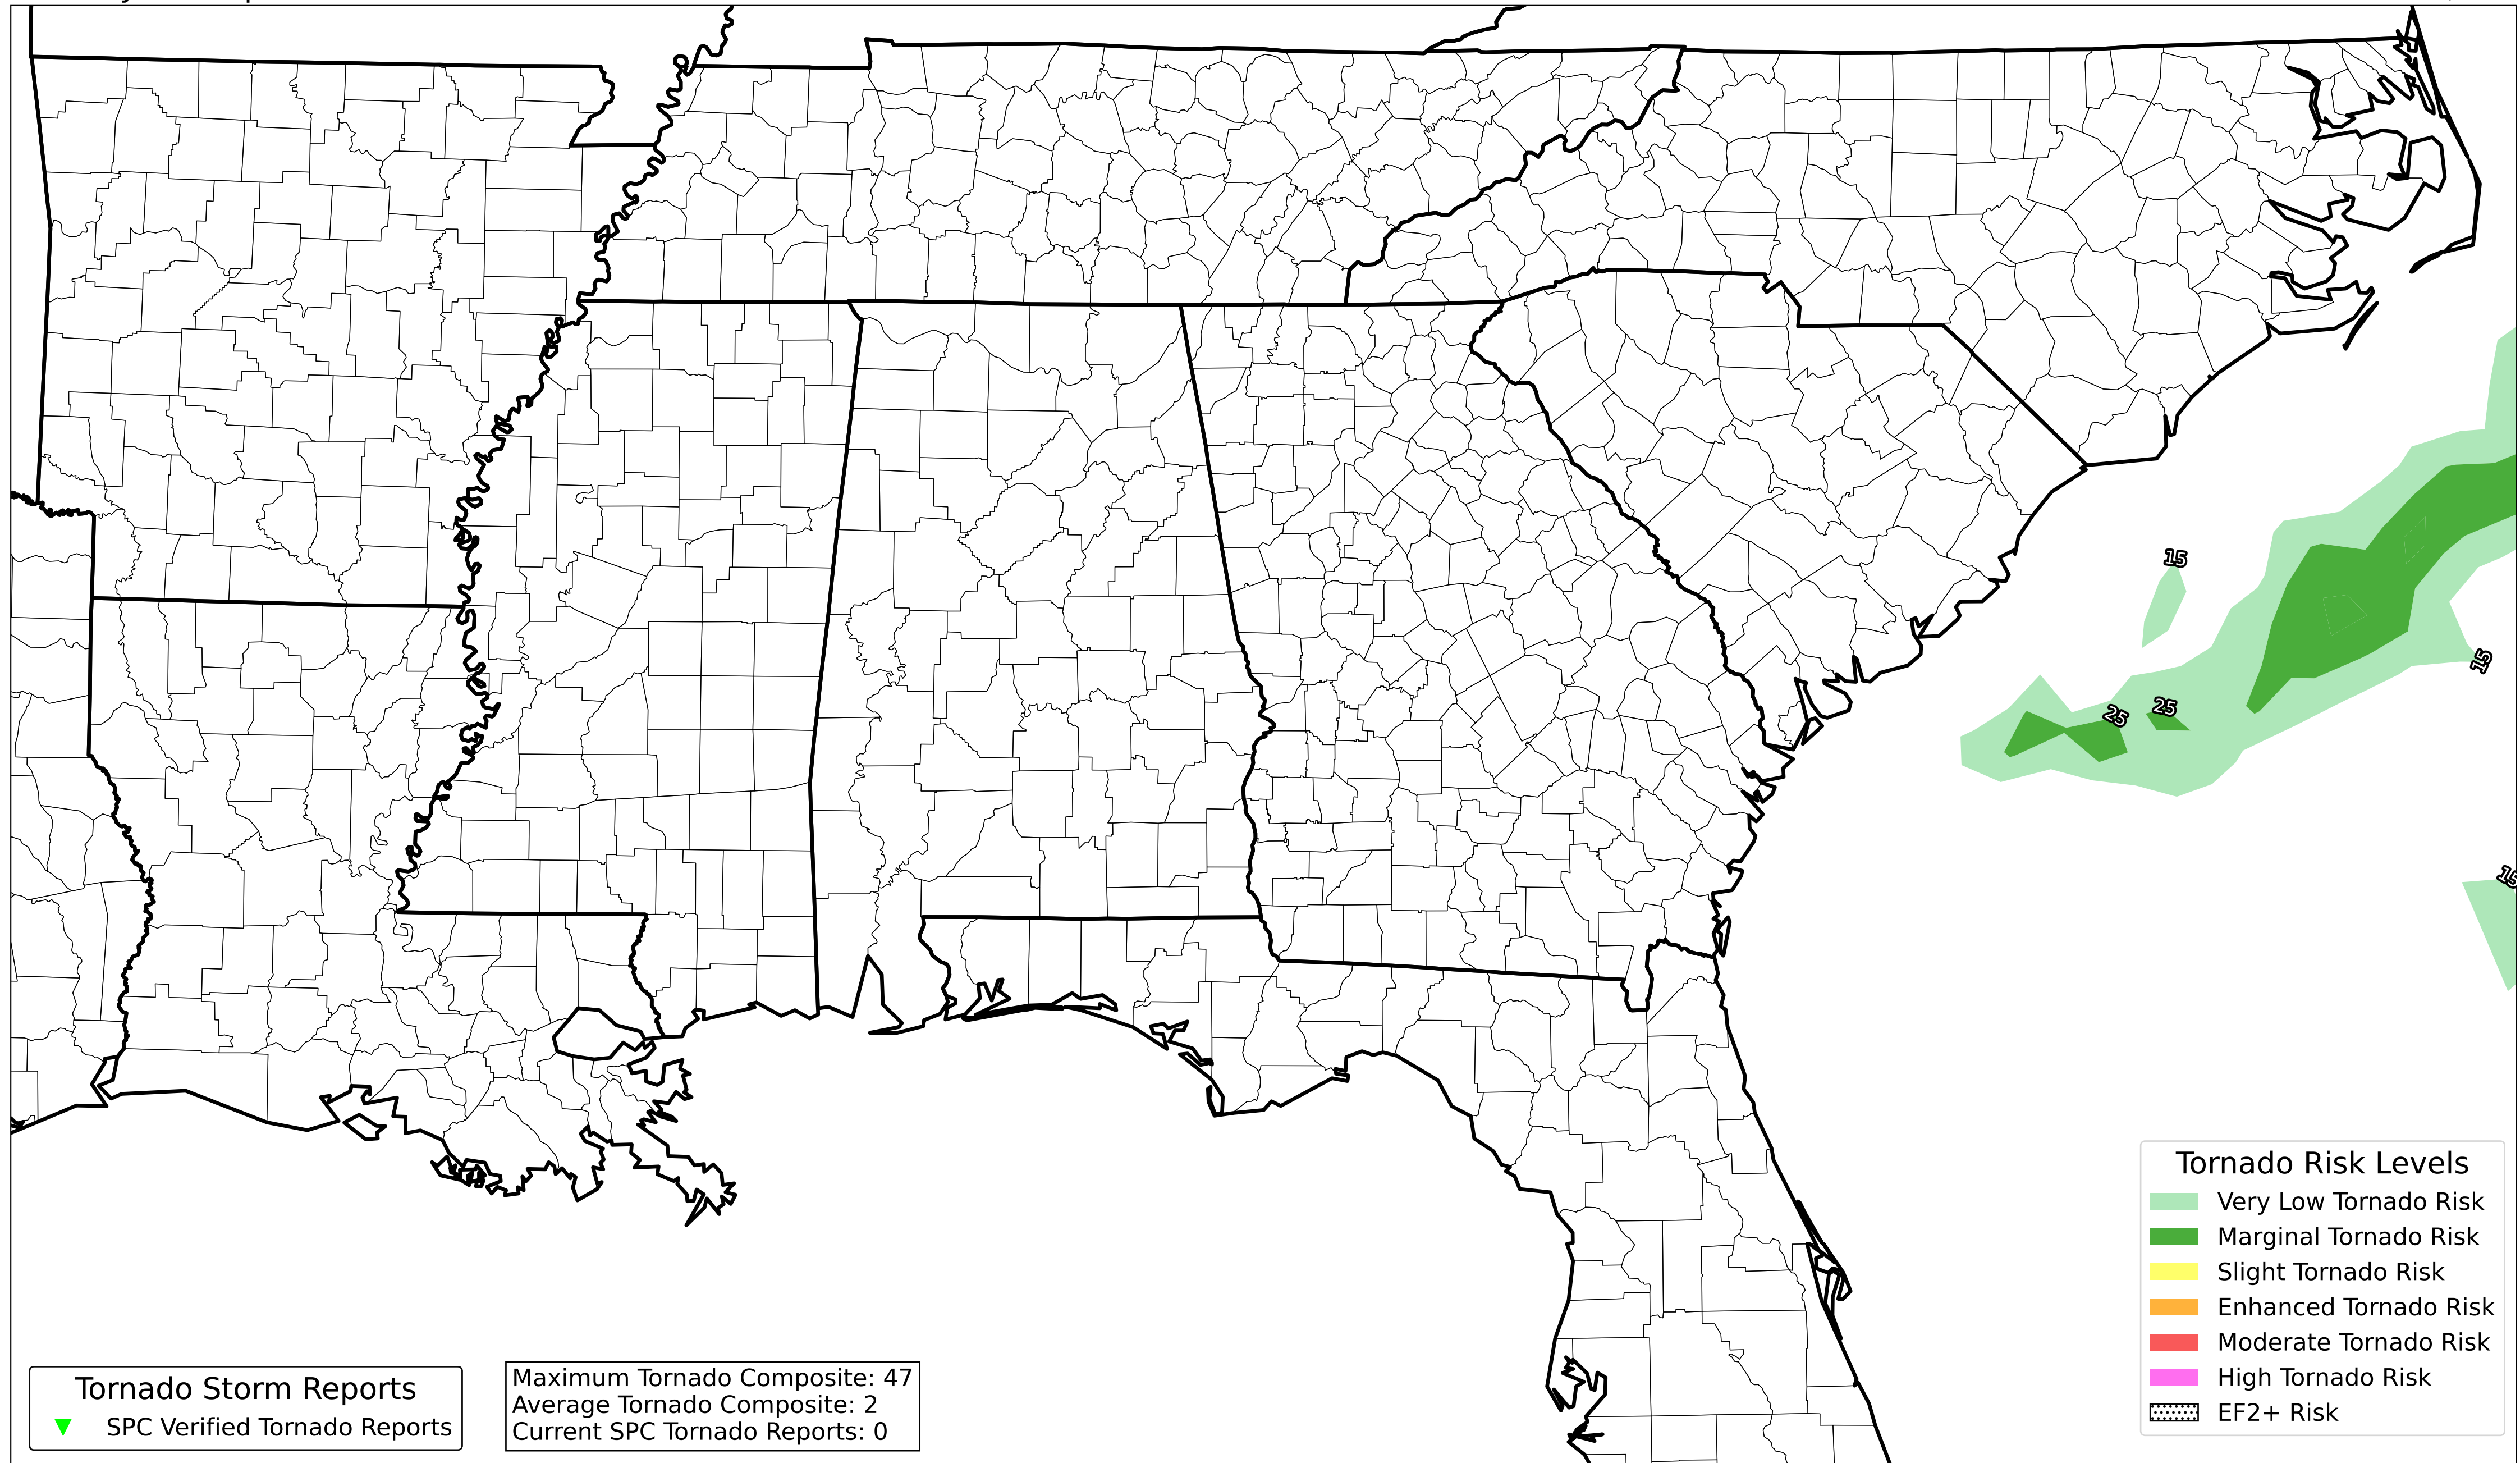 15
15
25
25
15
Tornado Risk Levels
Very Low Tornado Risk
Marginal Tornado Risk
Slight Tornado Risk
Enhanced Tornado Risk
Moderate Tornado Risk
High Tornado Risk
EF2+ Risk
Tornado Storm Reports
SPC Verified Tornado Reports
Maximum Tornado Composite: 47
Average Tornado Composite: 2
Current SPC Tornado Reports: 0